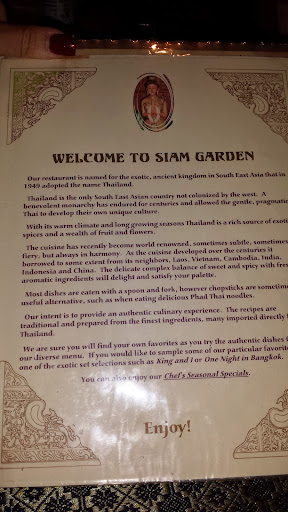 WELCOME TO SIAM GARDEN
Our restaurant is named for the exotic, ancient kingdom in South East Asia that in
1949 adopted the name Thailand.
Thailand is the only South East Asian country not colonized by the west. A
benevolent monarchy has endured for centuries and allowed the gentle, pragmatic
Thai to develop their own unique culture.
With its warm climate and long growing seasons Thailand is a rich source of exotic
spices and a wealth of fruit and flowers.
The cuisine has recently become world renowned, sometimes subtle, sometimes
fiery, but always in harmony. As the cuisine developed over the centuries it
borrowed to some extent from its neighbors, Laos, Vietnam, Cambodia, India,
Indonesia and China. The delicate complex balance of sweet and spicy with fresh
aromatic ingredients will delight and satisfy your palette.
Most dishes are eaten with a spoon and fork, however chopsticks are sometimes
useful alternative, such as when eating delicious Phad Thai noodles.
Our intent is to provide an authentic culinary experience. The recipes are
traditional and prepared from the finest ingredients, many imported directly
Thailand.
We are sure you will find your own favorites as you try the authentic dishes
our diverse menu. If you would like to sample some of our particular favorites
one of the exotic set selections such as King and I or One Night in Bangkok.
You can also enjoy our Chef's Seasonal Specials.
Enjoy!